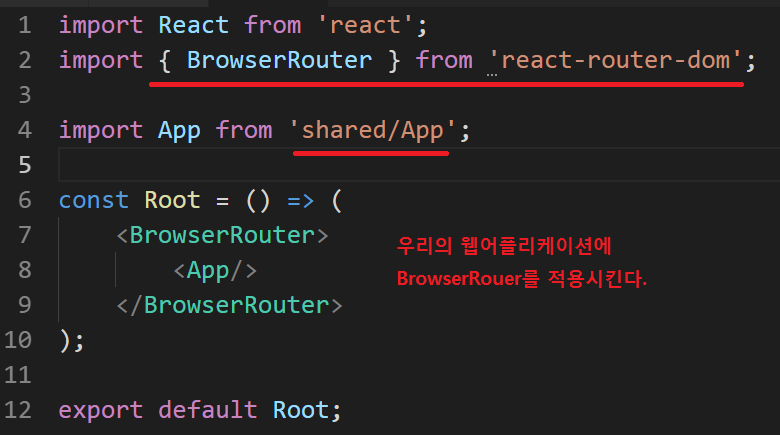 1 import React from 'react';
2 import { BrowserRouter } from 'react-router-dom';
3
4 import App from 'shared/App';
5
6 const Root = () => (
7     <BrowserRouter>
우리의 웹어플리케이션에
8         <App/>
BrowserRouer를 적용시킨다.
9     </BrowserRouter>
10 );
11
12 export default Root;